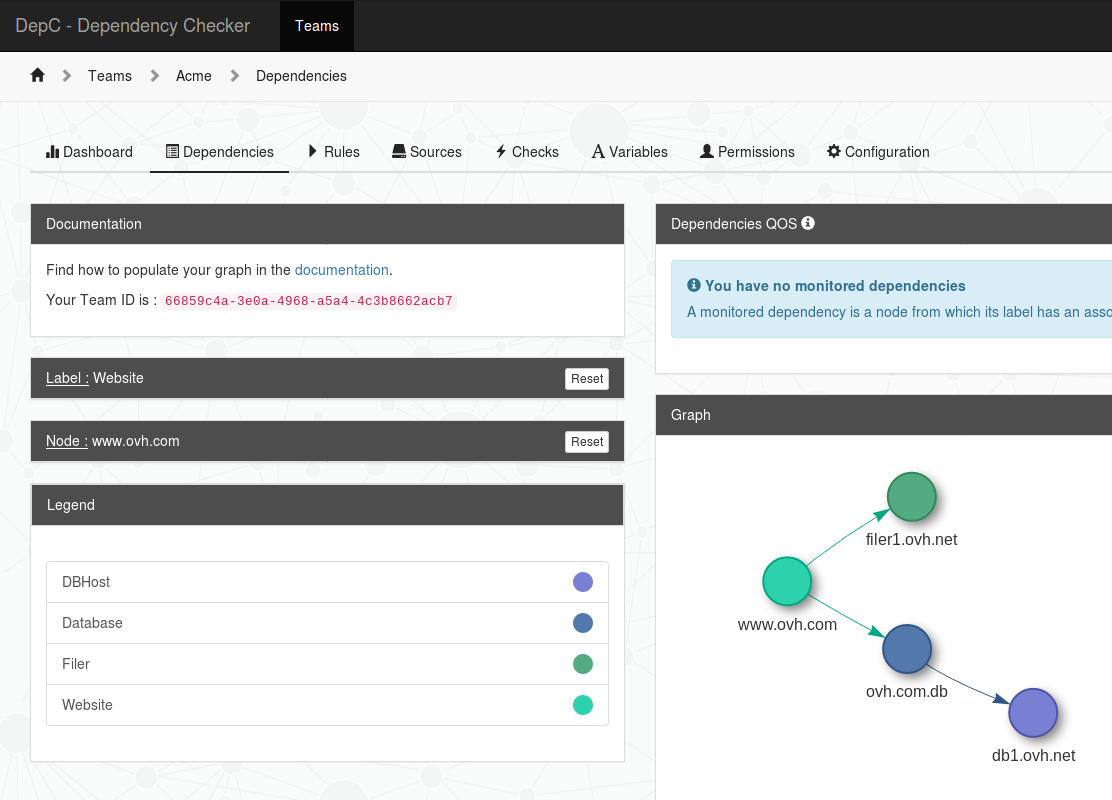 DepC - Dependency Checker Teams
Teams Acme Dependencies
Dashboard Dependencies Rules Sources Checks Variables Permissions Configuration
Documentation
Find how to populate your graph in the documentation.
Your Team ID is : 66859c4a-3e0a-4968-a5a4-4c3b8662acb7
Label : Website Reset
Node : www.ovh.com Reset
Legend
DBHost
Database
Filer
Website
Dependencies QOS
You have no monitored dependencies
A monitored dependency is a node from which its label has an
Graph
filer1.ovh.net
www.ovh.com
ovh.com.db
db1.ovh.net